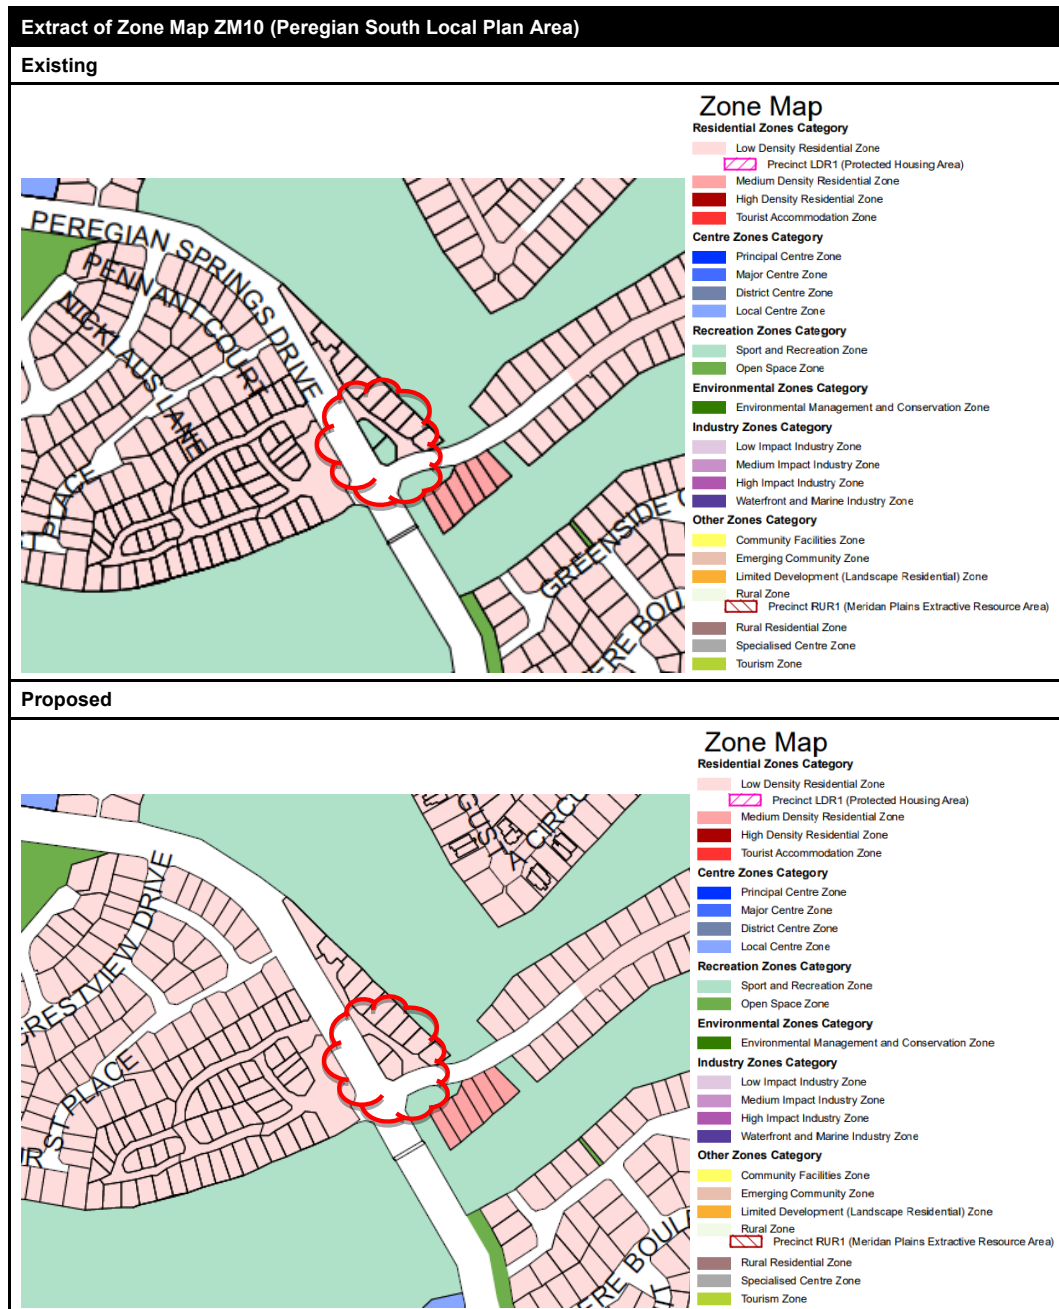 Extract of Zone Map ZM10 (Peregian South Local Plan Area)
Existing
Zone Map
Residential Zones Category
Low Density Residential Zone
Precinct LDR1 (Protected Housing Area)
Medium Density Residential Zone
High Density Residential Zone
Tourist Accommodation Zone
Centre Zones Category
Principal Centre Zone
Major Centre Zone
District Centre Zone
Local Centre Zone
Recreation Zones Category
Sport and Recreation Zone
Open Space Zone
Environmental Zones Category
Environmental Management and Conservation Zone
Industry Zones Category
Low Impact Industry Zone
Medium Impact Industry Zone
High Impact Industry Zone
Waterfront and Marine Industry Zone
Other Zones Category
Community Facilities Zone
Emerging Community Zone
Limited Development (Landscape Residential) Zone
Rural Zone
Precinct RUR1 (Meridan Plains Extractive Resource Area)
Rural Residential Zone
Specialised Centre Zone
Tourism Zone
PEREGIAN SPRINGS DRIVE
PENNANT COURT
NICKLAUS LANE
T PLACE
GREENSIDE C
ERE BOU
Proposed
Zone Map
Residential Zones Category
Low Density Residential Zone
Precinct LDR1 (Protected Housing Area)
Medium Density Residential Zone
High Density Residential Zone
Tourist Accommodation Zone
Centre Zones Category
Principal Centre Zone
Major Centre Zone
District Centre Zone
Local Centre Zone
Recreation Zones Category
Sport and Recreation Zone
Open Space Zone
Environmental Zones Category
Environmental Management and Conservation Zone
Industry Zones Category
Low Impact Industry Zone
Medium Impact Industry Zone
High Impact Industry Zone
Waterfront and Marine Industry Zone
Other Zones Category
Community Facilities Zone
Emerging Community Zone
Limited Development (Landscape Residential) Zone
Rural Zone
Precinct RUR1 (Meridan Plains Extractive Resource Area)
Rural Residential Zone
Specialised Centre Zone
Tourism Zone
GUSTA CIRCU
CRESTVIEW DRIVE
UR ST PLACE
ERE BOULA